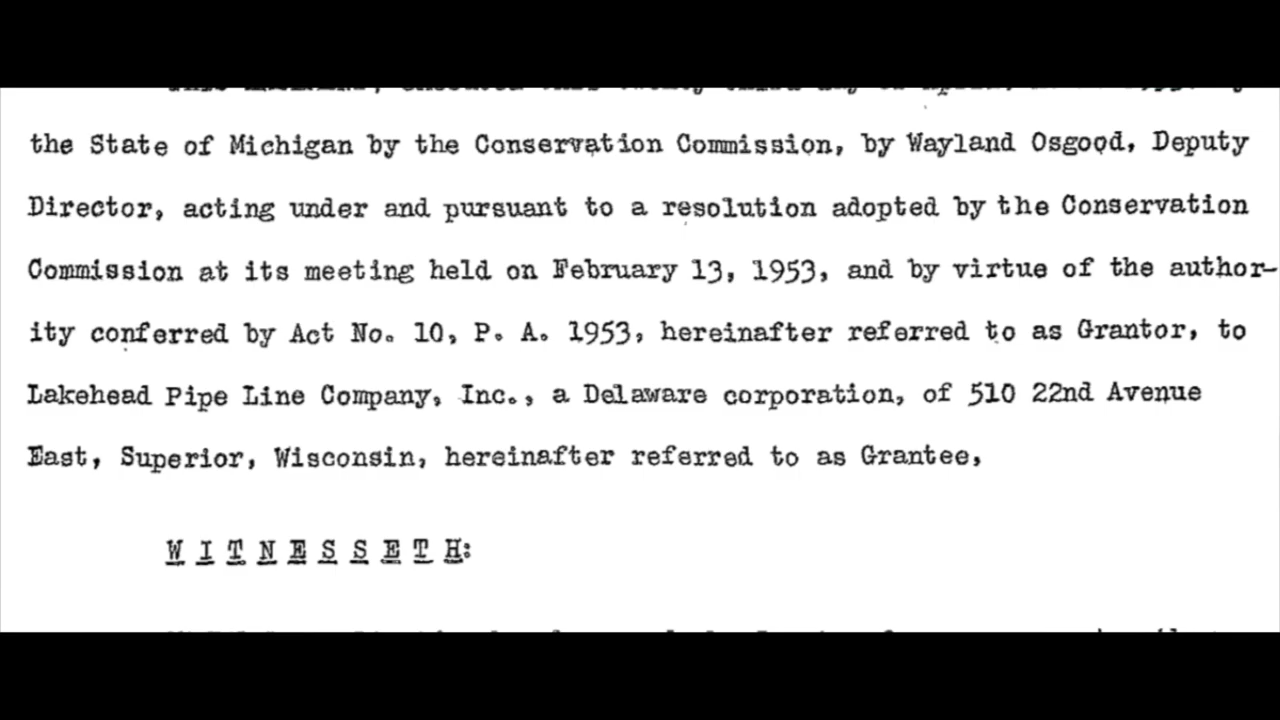 the State of Michigan by the Conservation Commission, by Wayland Osgood, Deputy
Director, acting under and pursuant to a resolution adopted by the Conservation
Commission at its meeting held on February 13, 1953, and by virtue of the author-
ity conferred by Act No. 10, P. A. 1953, hereinafter referred to as Grantor, to
Lakehead Pipe Line Company, Inc., a Delaware corporation, of 510 22nd Avenue
East, Superior, Wisconsin, hereinafter referred to as Grantee,
W I T N E S S E T H: